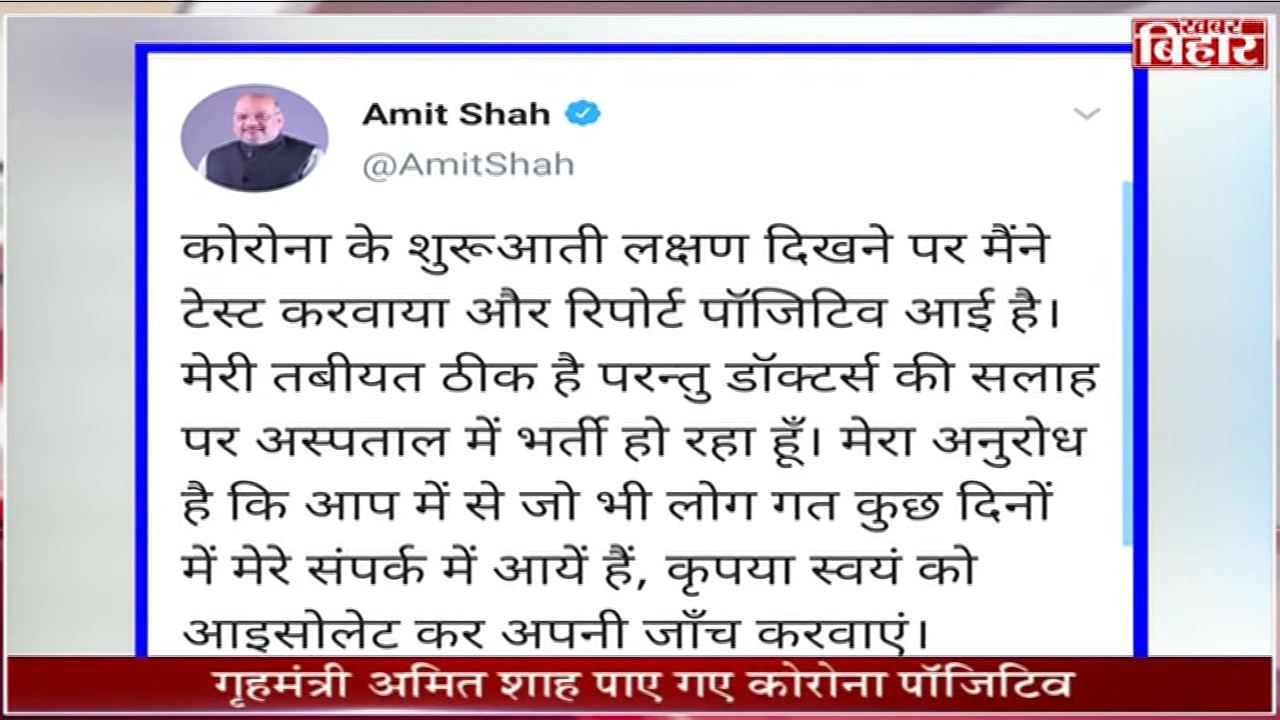 खबर
बिहार
Amit Shah
@AmitShah
कोरोना के शुरूआती लक्षण दिखने पर मैंने
टेस्ट करवाया और रिपोर्ट पॉजिटिव आई है।
मेरी तबीयत ठीक है परन्तु डॉक्टर्स की सलाह
पर अस्पताल में भर्ती हो रहा हूँ। मेरा अनुरोध
है कि आप में से जो भी लोग गत कुछ दिनों
में मेरे संपर्क में आयें हैं, कृपया स्वयं को
आइसोलेट कर अपनी जाँच करवाएं।
गृहमंत्री अमित शाह पाए गए कोरोना पॉजिटिव